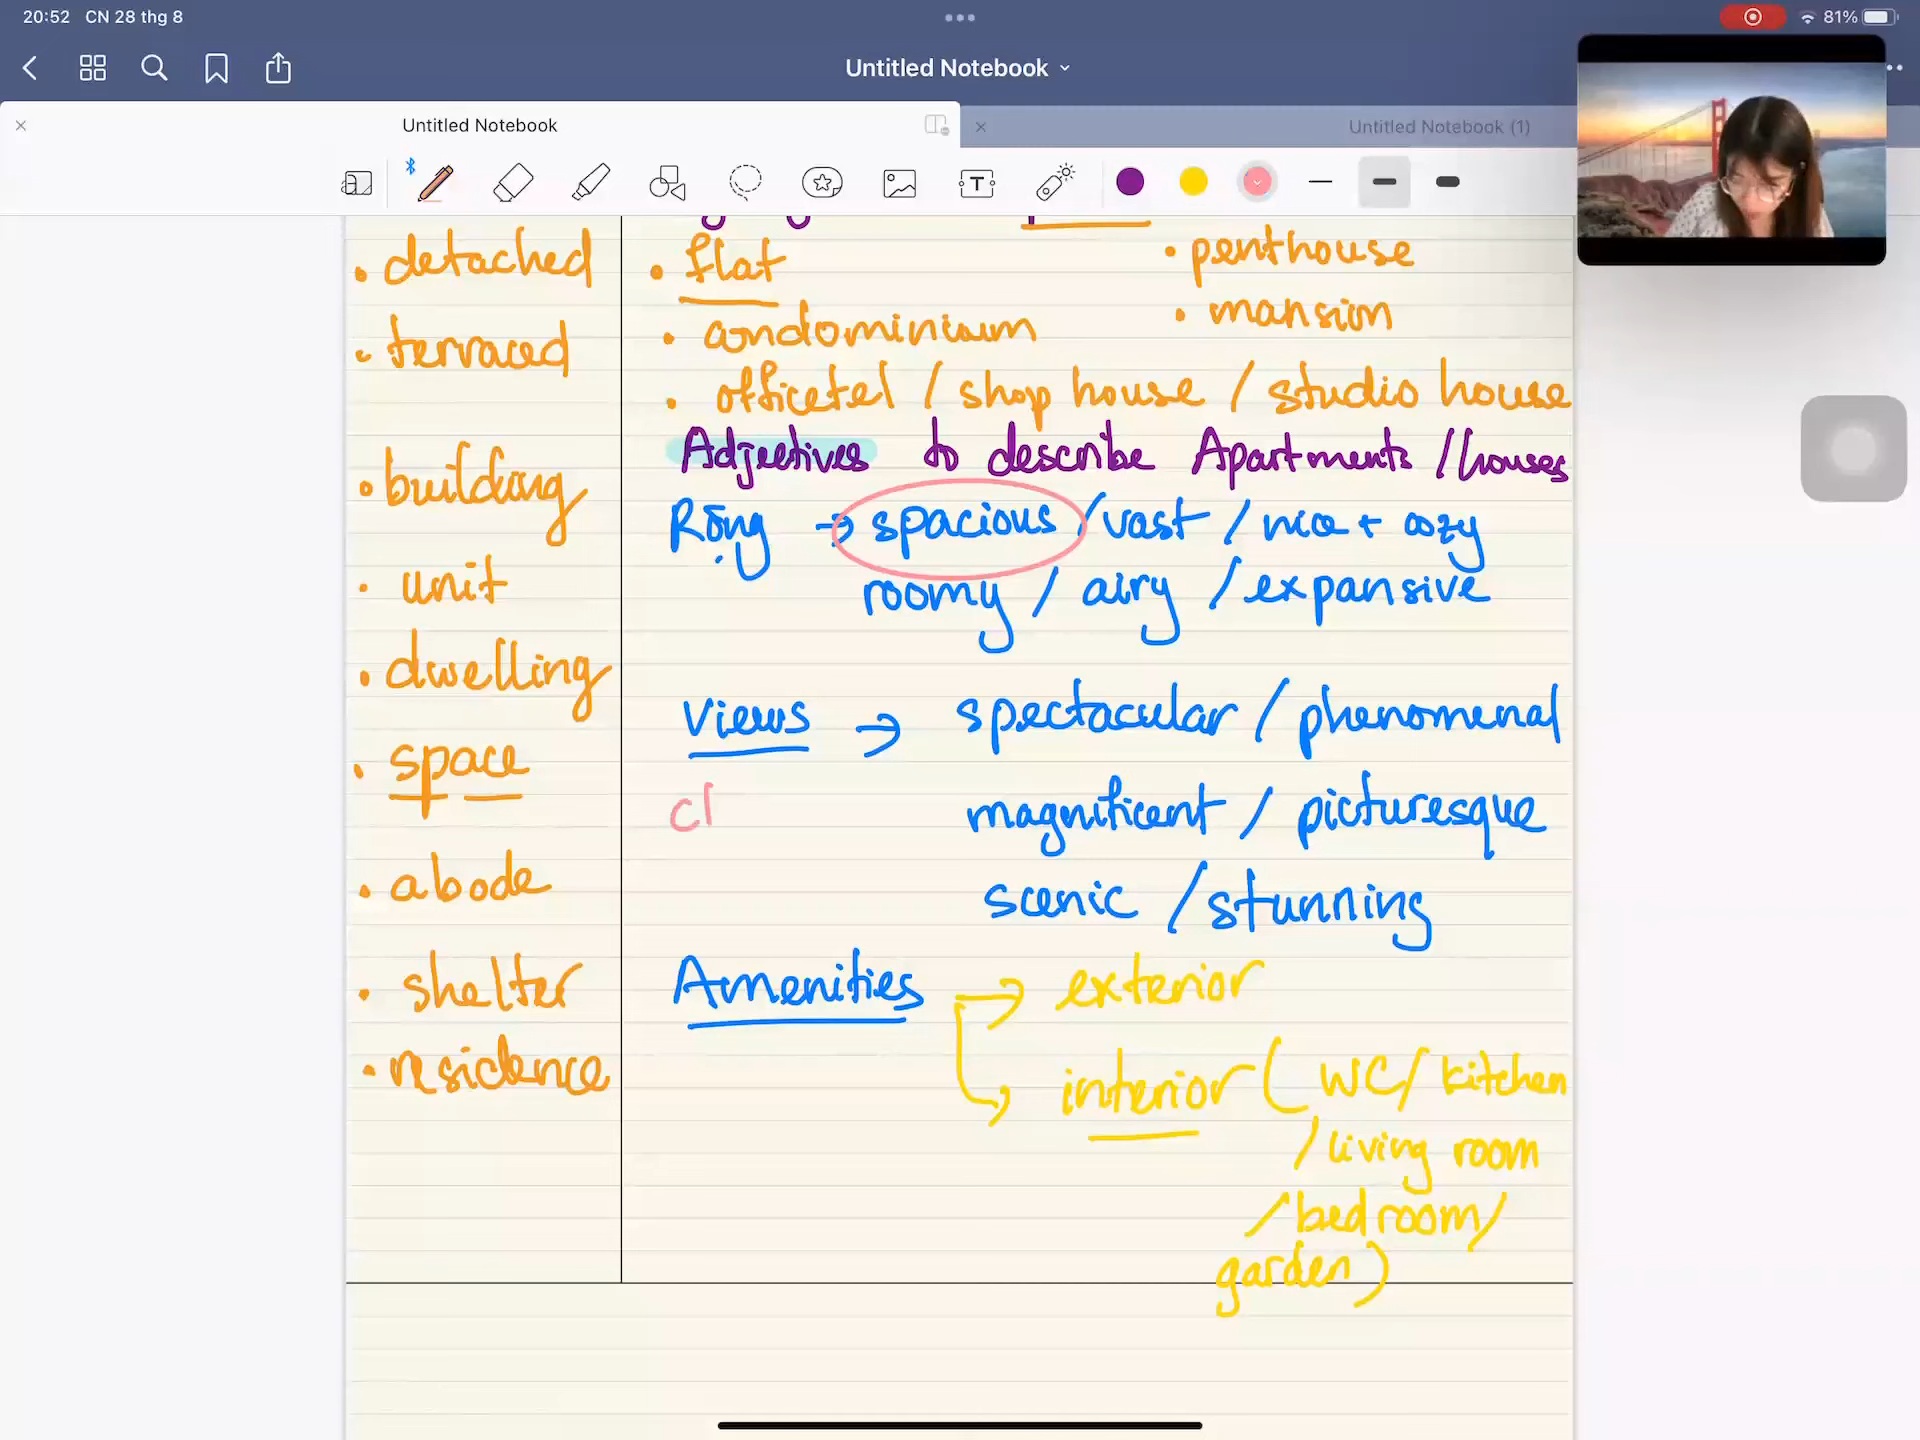 20:52 CN 28 thg 8
81%
Untitled Notebook
Untitled Notebook
Untitled Notebook (1)
• detached
• terraced
• building
• unit
• dwelling
• space
• abode
• shelter
• residence
• flat
• penthouse
• condominium
• mansion
• officetel / shop house / studio house
Adjectives to describe Apartments / houses
Rộng → spacious / vast / nice + cozy
roomy / airy / expansive
Views → spectacular / phenomenal
cl
magnificent / picturesque
scenic / stunning
Amenities → exterior
→ interior ( WC / kitchen
/ living room
/ bedroom /
garden )